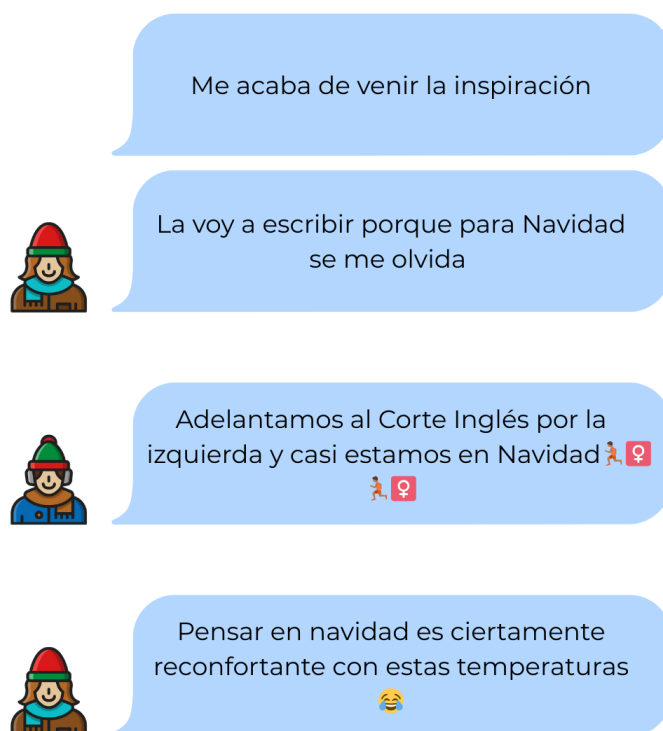 Me acaba de venir la inspiración
La voy a escribir porque para Navidad
se me olvida
Adelantamos al Corte Inglés por la
izquierda y casi estamos en Navidad🏃🏽♀️
🏃🏽♀️
Pensar en navidad es ciertamente
reconfortante con estas temperaturas
😂